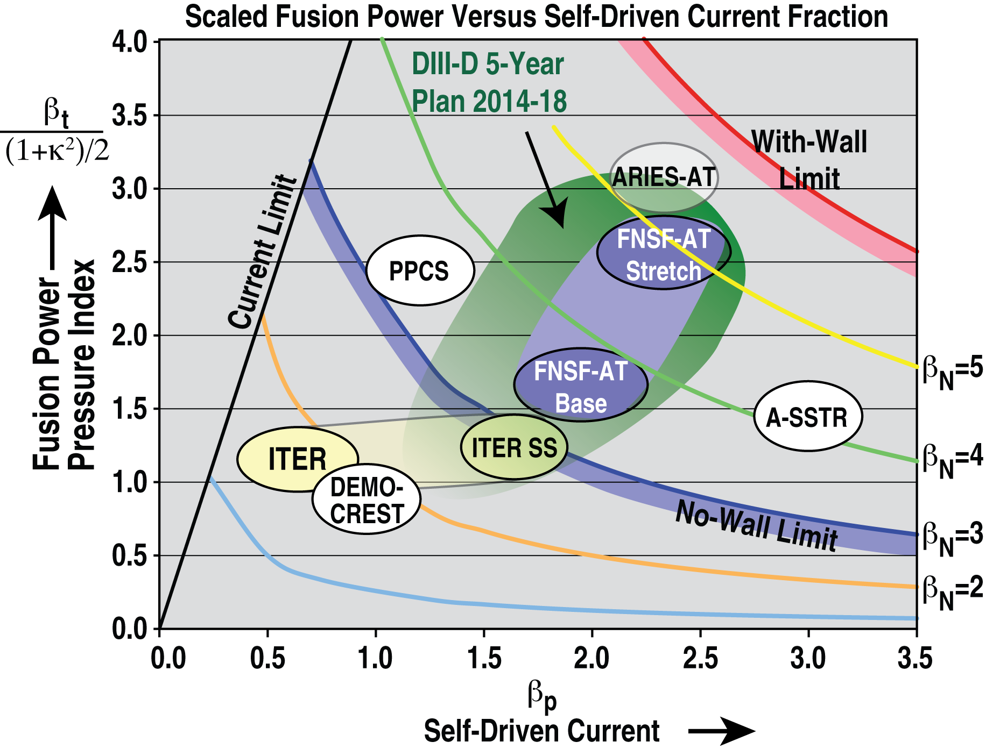 Scaled Fusion Power Versus Self-Driven Current Fraction
βt
(1+κ²)/2
Fusion Power
Pressure Index
4.0
3.5
3.0
2.5
2.0
1.5
1.0
0.5
0.0
DIII-D 5-Year
Plan 2014-18
With-Wall
Limit
ARIES-AT
Current Limit
FNSF-AT
Stretch
PPCS
FNSF-AT
Base
A-SSTR
ITER
ITER SS
DEMO-
CREST
No-Wall Limit
βN=5
βN=4
βN=3
βN=2
0.0
0.5
1.0
1.5
2.0
2.5
3.0
3.5
βp
Self-Driven Current